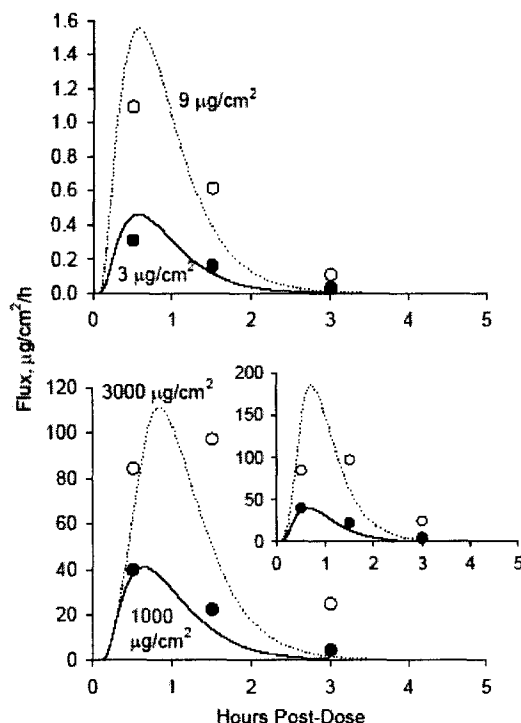 Flux, µg/cm²/h
1.6
1.4
1.2
1.0
0.8
0.6
0.4
0.2
0.0
9 µg/cm²
3 µg/cm²
0 1 2 3 4 5
120
100
80
60
40
20
0
3000 µg/cm²
1000
µg/cm²
200
150
100
50
0
0 1 2 3 4 5
0 1 2 3 4 5
Hours Post-Dose